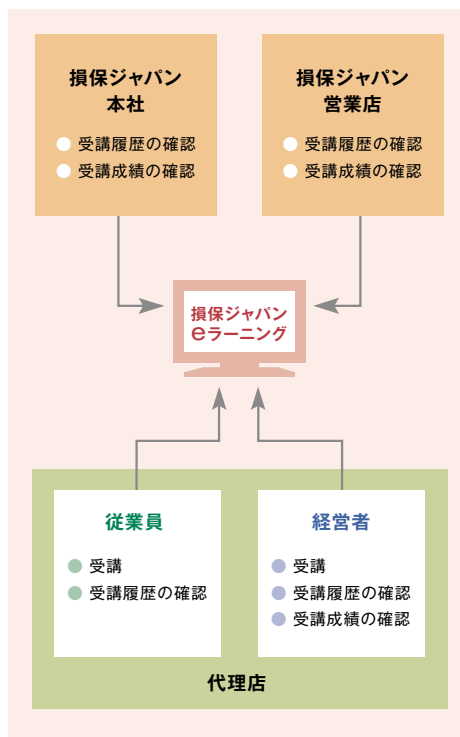 損保ジャパン
本社
受講履歴の確認
受講成績の確認
損保ジャパン
営業店
受講履歴の確認
受講成績の確認
損保ジャパン
eラーニング
従業員
受講
受講履歴の確認
経営者
受講
受講履歴の確認
受講成績の確認
代理店